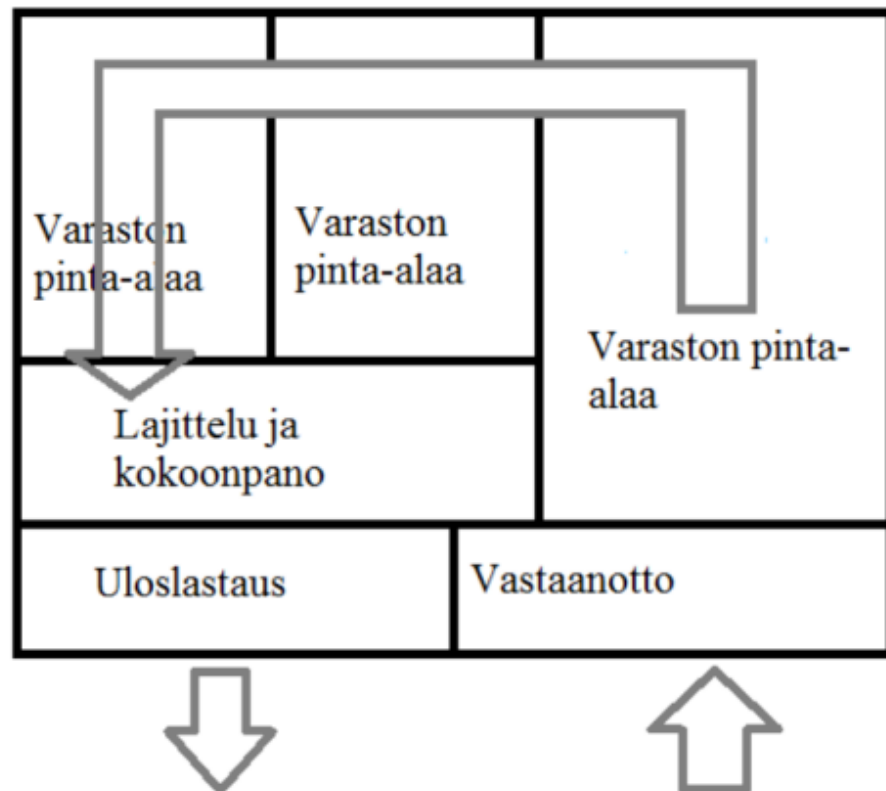 Varaston
pinta-alaa
Varaston
pinta-alaa
Varaston pinta-
alaa
Lajittelu ja
kokoonpano
Uloslastaus
Vastaanotto